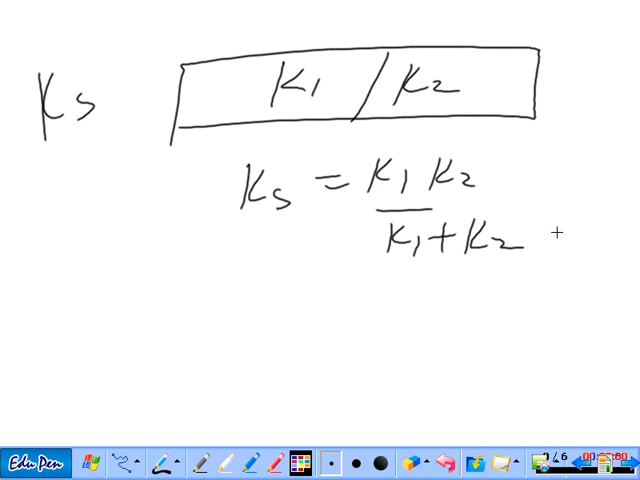 Ks
K1 / K2
Ks = K1 K2
K1 + K2
Edu Pen